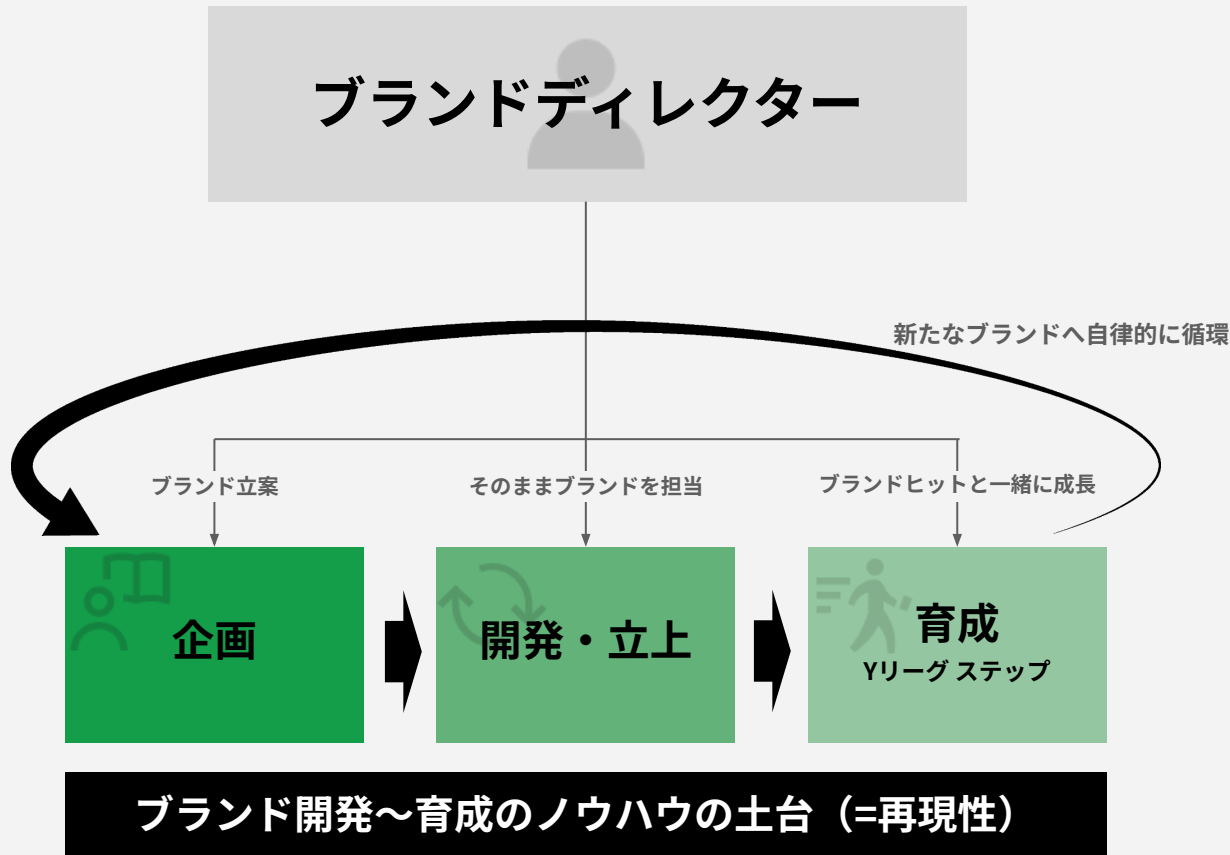 ブランドディレクター
新たなブランドへ自律的に循環
ブランド立案
そのままブランドを担当
ブランドヒットと一緒に成長
企画
開発・立上
育成
Yリーグ ステップ
ブランド開発〜育成のノウハウの土台（=再現性）